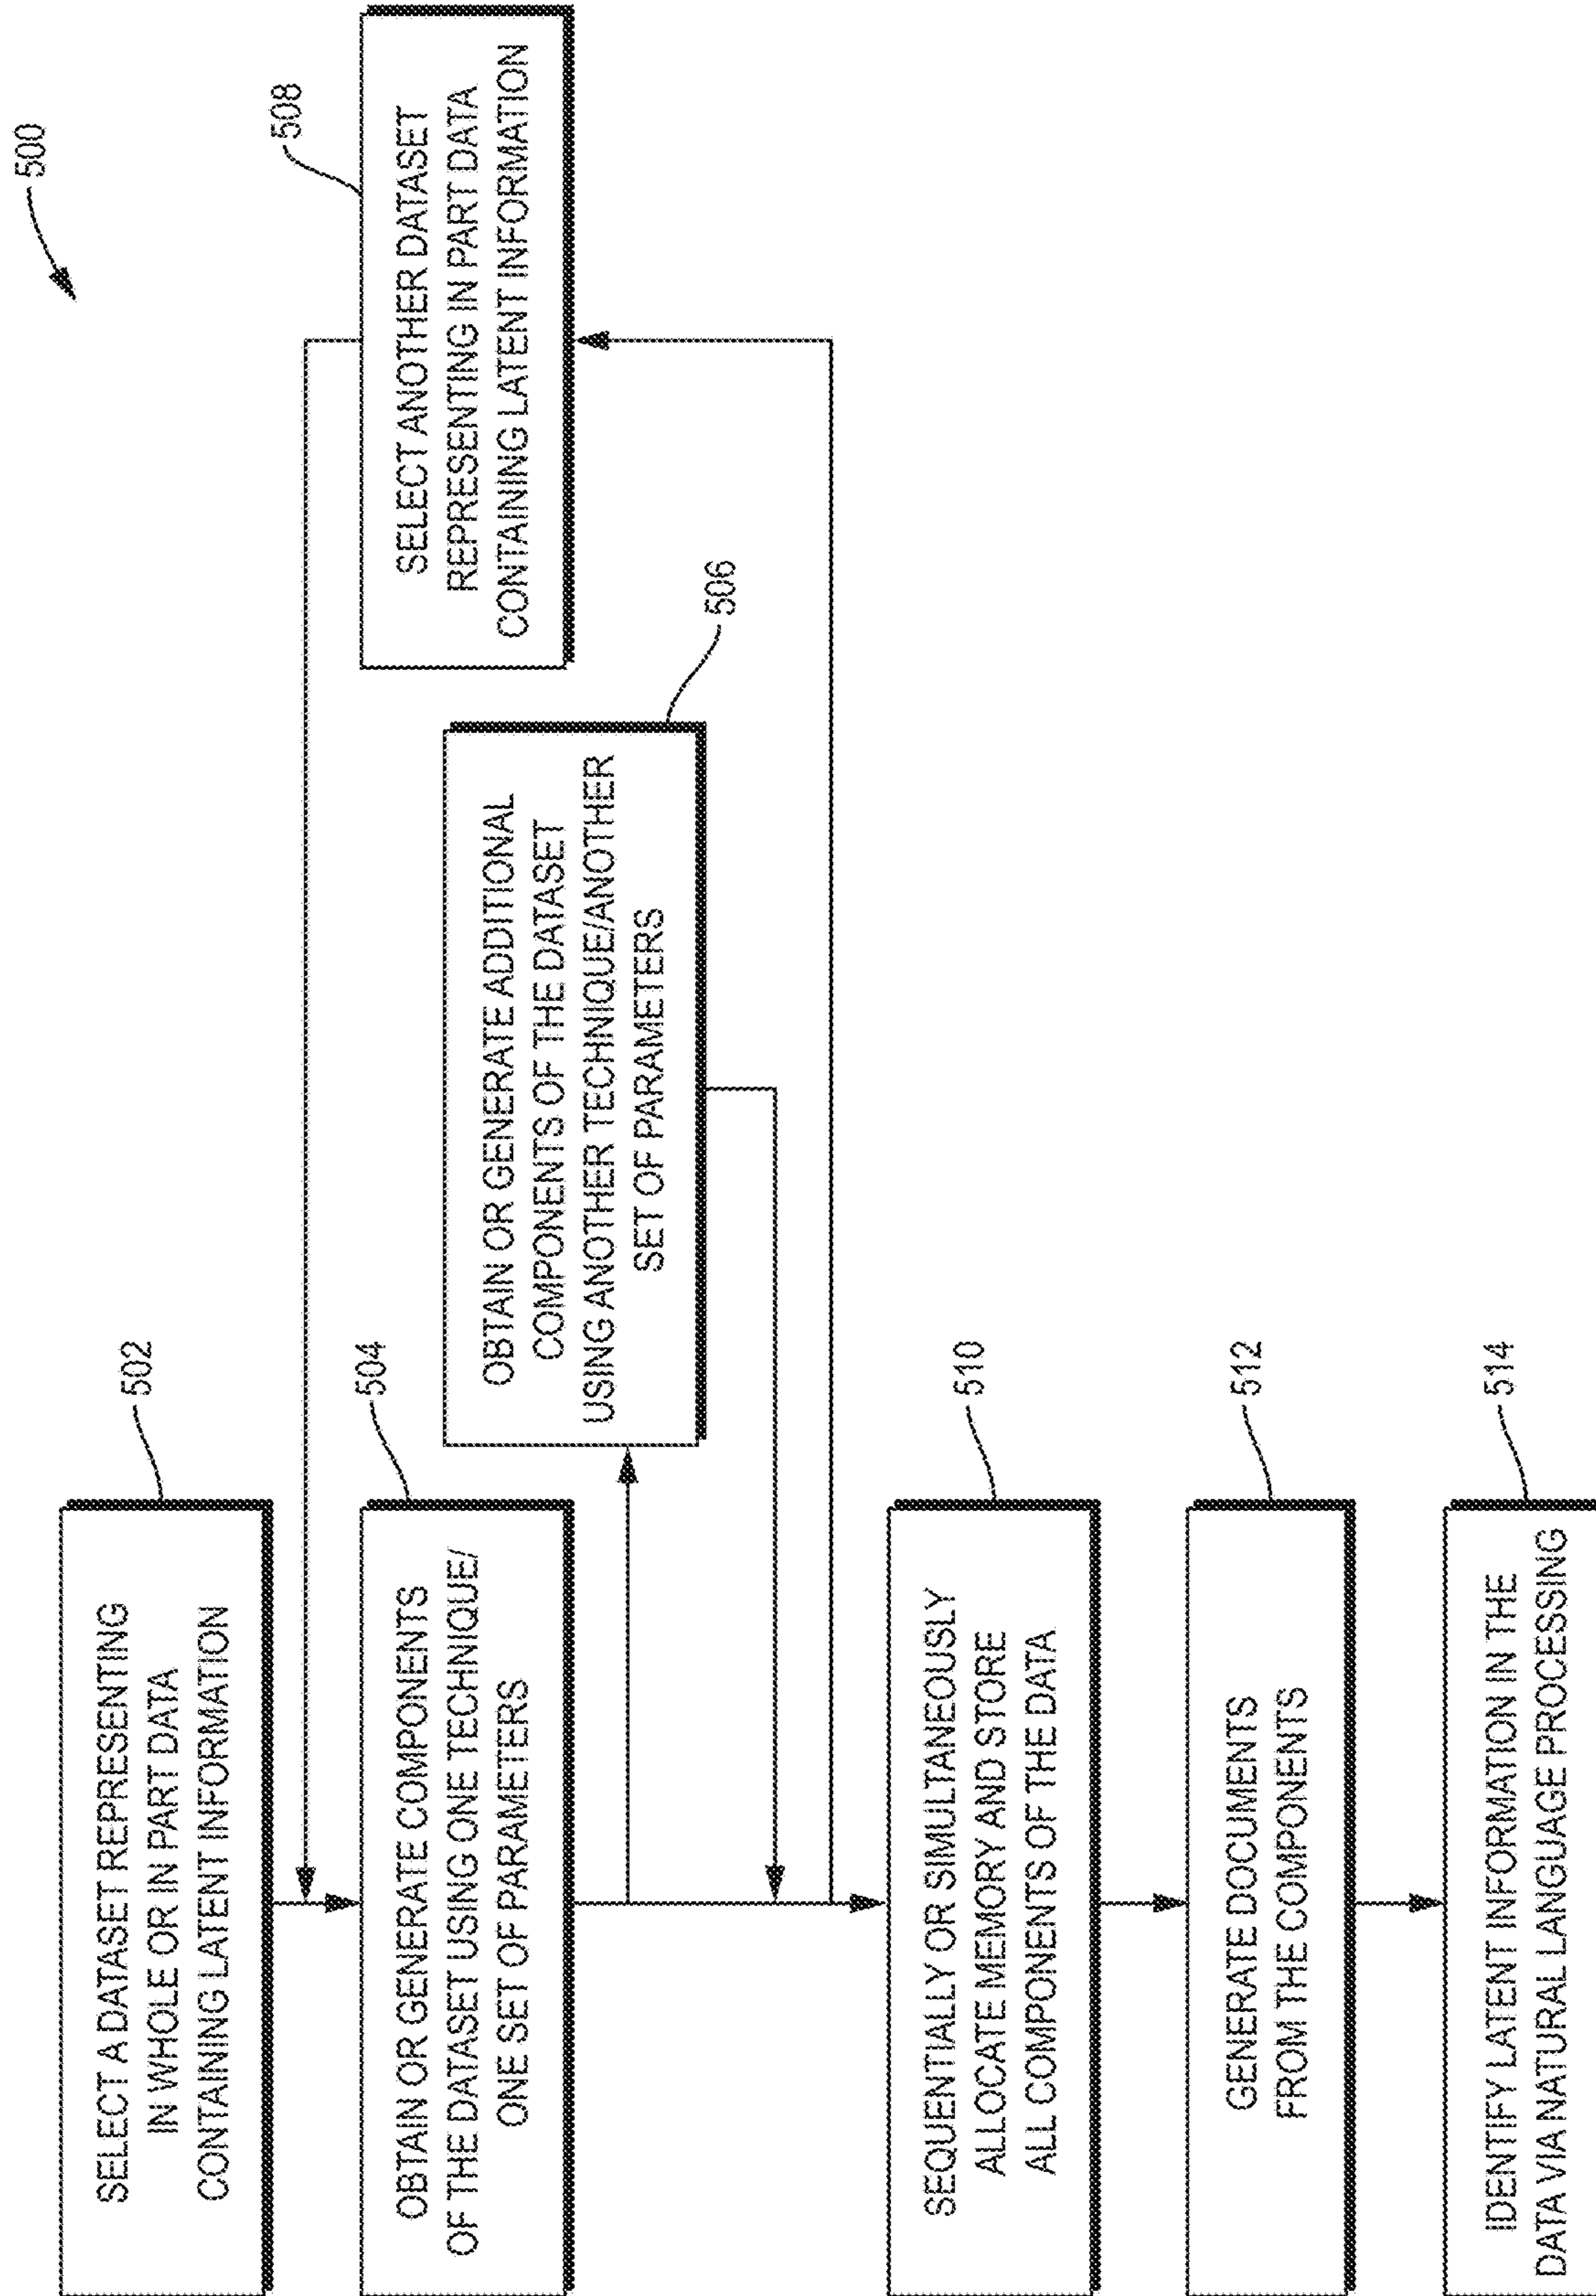 500
SELECT A DATASET REPRESENTING
IN WHOLE OR IN PART DATA
CONTAINING LATENT INFORMATION
502
OBTAIN OR GENERATE COMPONENTS
OF THE DATASET USING ONE TECHNIQUE/
ONE SET OF PARAMETERS
504
OBTAIN OR GENERATE ADDITIONAL
COMPONENTS OF THE DATASET
USING ANOTHER TECHNIQUE/ANOTHER
SET OF PARAMETERS
506
SELECT ANOTHER DATASET
REPRESENTING IN PART DATA
CONTAINING LATENT INFORMATION
508
SEQUENTIALLY OR SIMULTANEOUSLY
ALLOCATE MEMORY AND STORE
ALL COMPONENTS OF THE DATA
510
GENERATE DOCUMENTS
FROM THE COMPONENTS
512
IDENTIFY LATENT INFORMATION IN THE
DATA VIA NATURAL LANGUAGE PROCESSING
514